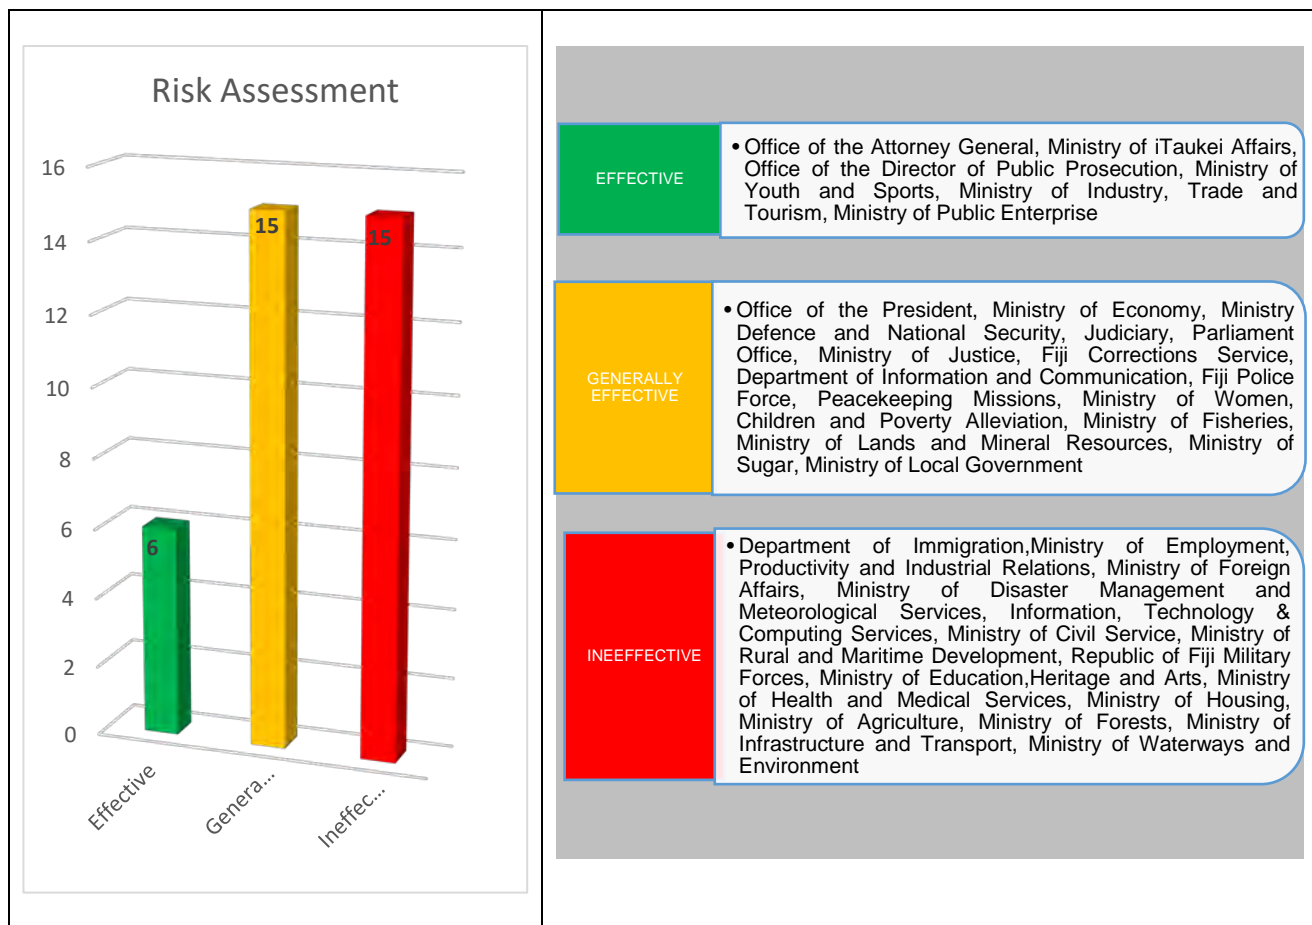 Risk Assessment
16
14
12
10
8
6
4
2
0
6
15
15
Effective
Genera...
Ineffec...
EFFECTIVE
• Office of the Attorney General, Ministry of iTaukei Affairs,
Office of the Director of Public Prosecution, Ministry of
Youth and Sports, Ministry of Industry, Trade and
Tourism, Ministry of Public Enterprise
GENERALLY
EFFECTIVE
• Office of the President, Ministry of Economy, Ministry
Defence and National Security, Judiciary, Parliament
Office, Ministry of Justice, Fiji Corrections Service,
Department of Information and Communication, Fiji Police
Force, Peacekeeping Missions, Ministry of Women,
Children and Poverty Alleviation, Ministry of Fisheries,
Ministry of Lands and Mineral Resources, Ministry of
Sugar, Ministry of Local Government
INEEFFECTIVE
• Department of Immigration,Ministry of Employment,
Productivity and Industrial Relations, Ministry of Foreign
Affairs, Ministry of Disaster Management and
Meteorological Services, Information, Technology &
Computing Services, Ministry of Civil Service, Ministry of
Rural and Maritime Development, Republic of Fiji Military
Forces, Ministry of Education,Heritage and Arts, Ministry
of Health and Medical Services, Ministry of Housing,
Ministry of Agriculture, Ministry of Forests, Ministry of
Infrastructure and Transport, Ministry of Waterways and
Environment